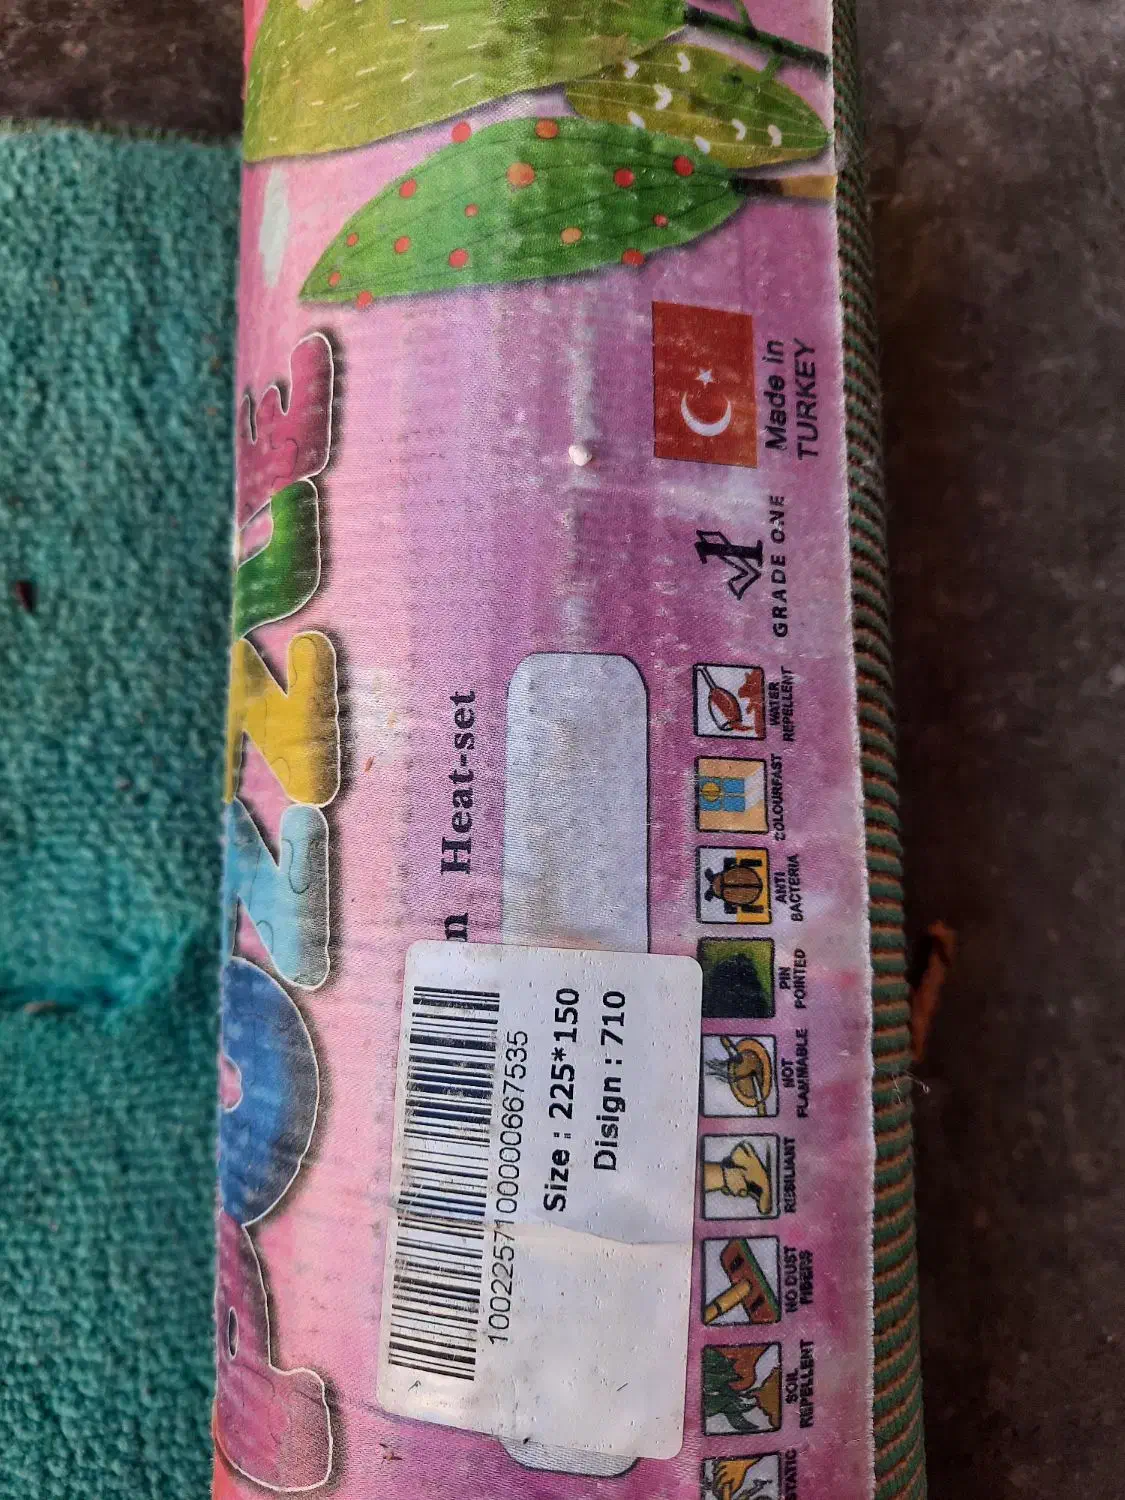 PUZZLE
n Heat-set
1002257100000667535
Size : 225*150
Disign : 710
STATIC
SOIL
REPELLENT
NO DUST
FIBERS
RESILIANT
NOT
FLAMMABLE
PIN
POINTED
ANTI
BACTERIA
COLOURFAST
WATER
REPELLENT
GRADE ONE
Made in
TURKEY